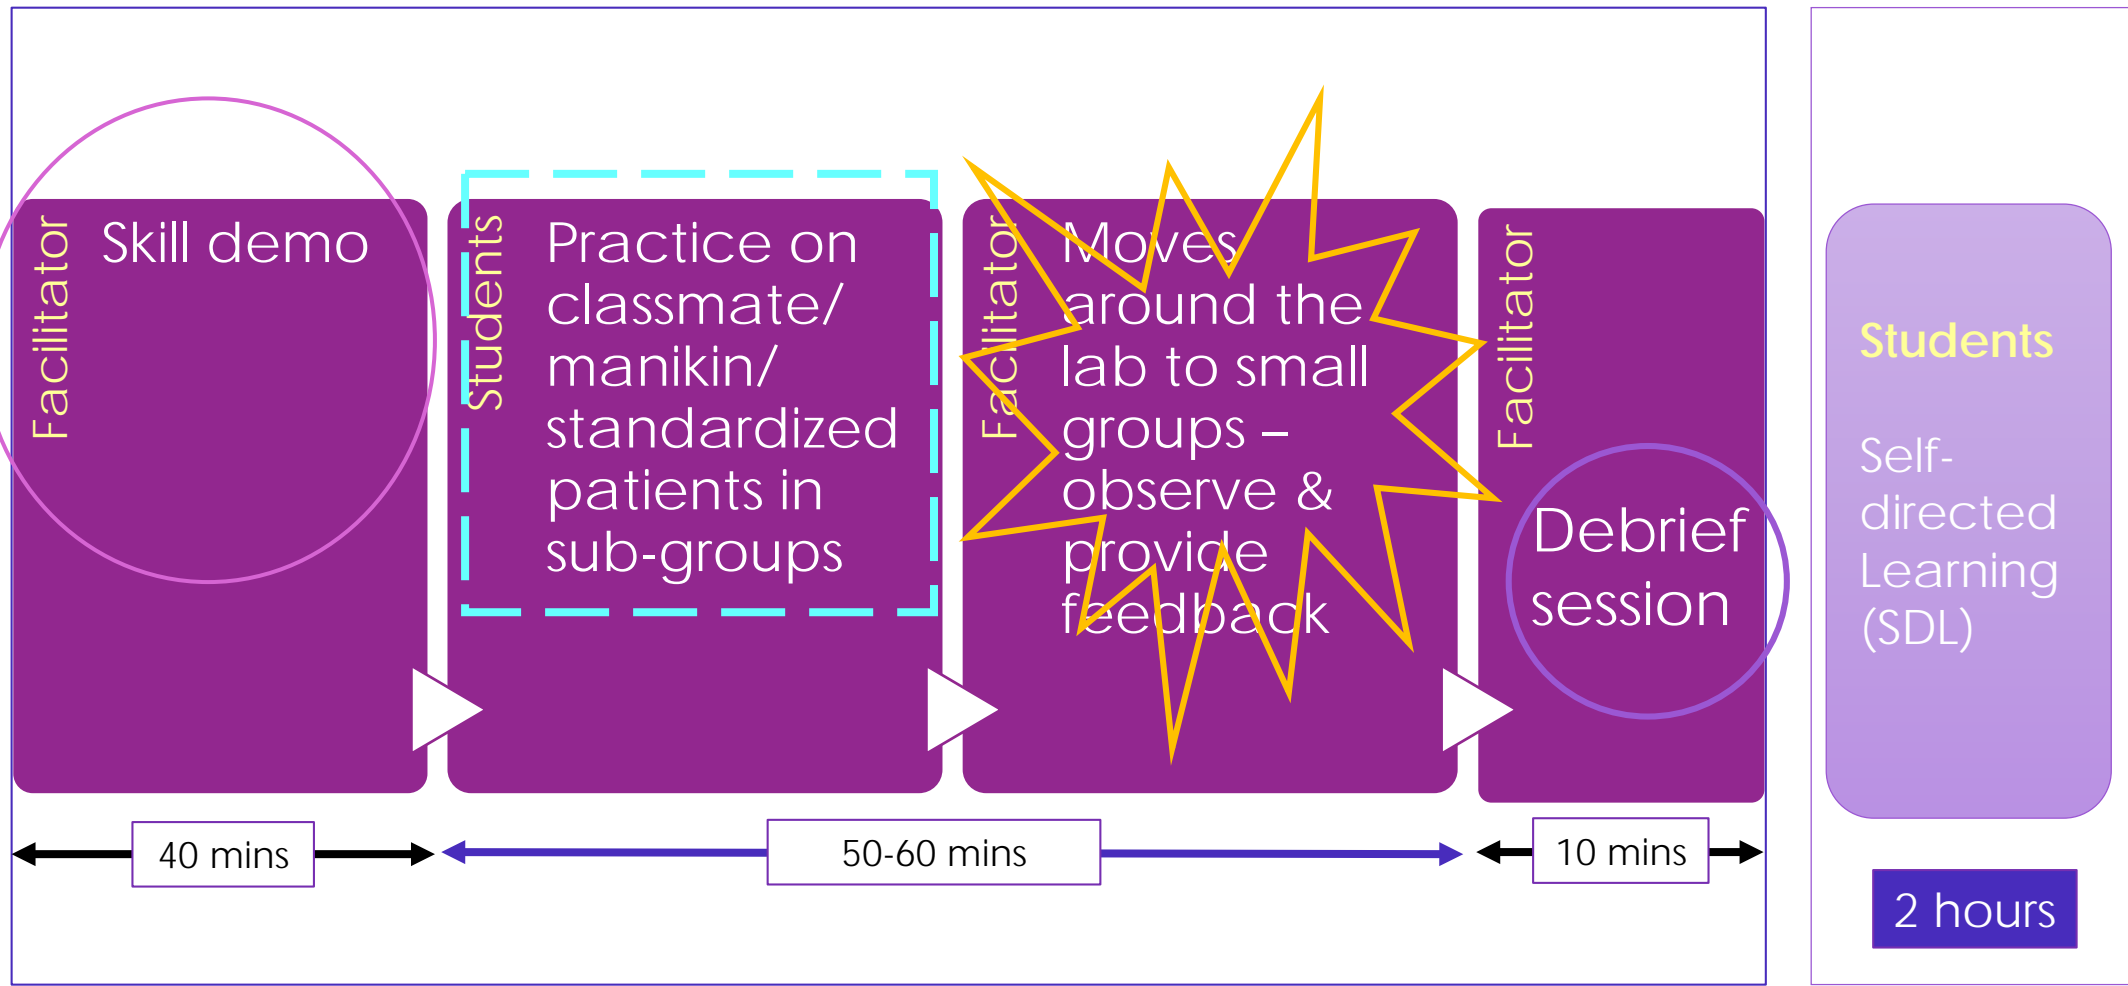 Facilitator
Skill demo
Students
Practice on
classmate/
manikin/
standardized
patients in
sub-groups
Facilitator
Moves
around the
lab to small
groups –
observe &
provide
feedback
Facilitator
Debrief
session
40 mins
50-60 mins
10 mins
Students
Self-
directed
Learning
(SDL)
2 hours